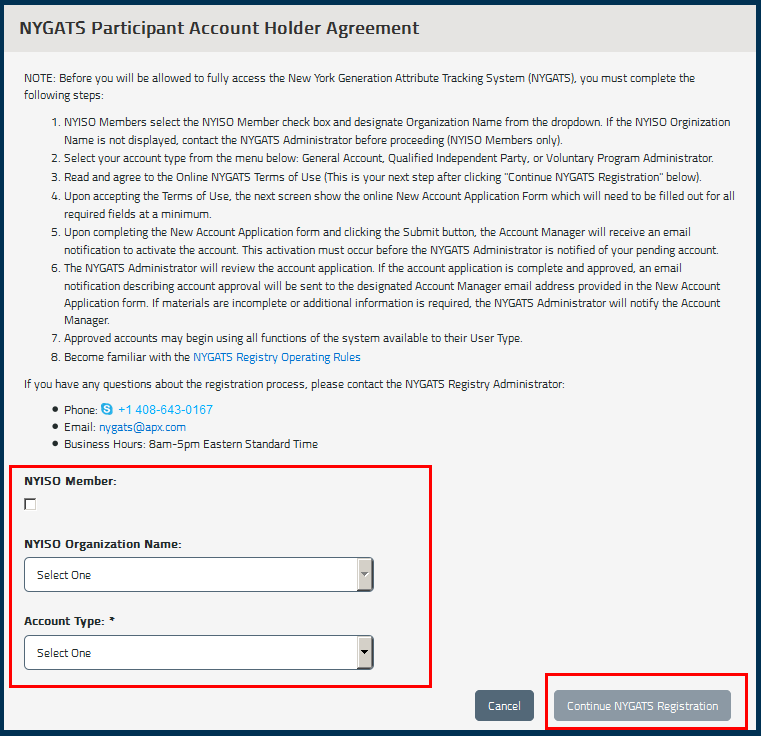 NYGATS Participant Account Holder Agreement
NOTE: Before you will be allowed to fully access the New York Generation Attribute Tracking System (NYGATS), you must complete the
following steps:
1. NYISO Members select the NYISO Member check box and designate Organization Name from the dropdown. If the NYISO Orginization
Name is not displayed, contact the NYGATS Administrator before proceeding (NYISO Members only).
2. Select your account type from the menu below: General Account, Qualified Independent Party, or Voluntary Program Administrator.
3. Read and agree to the Online NYGATS Terms of Use (This is your next step after clicking "Continue NYGATS Registration" below).
4. Upon accepting the Terms of Use, the next screen show the online New Account Application Form which will need to be filled out for all
required fields at a minimum.
5. Upon completing the New Account Application form and clicking the Submit button, the Account Manager will receive an email
notification to activate the account. This activation must occur before the NYGATS Administrator is notified of your pending account.
6. The NYGATS Administrator will review the account application. If the account application is complete and approved, an email
notification describing account approval will be sent to the designated Account Manager email address provided in the New Account
Application form. If materials are incomplete or additional information is required, the NYGATS Administrator will notify the Account
Manager.
7. Approved accounts may begin using all functions of the system available to their User Type.
8. Become familiar with the NYGATS Registry Operating Rules
If you have any questions about the registration process, please contact the NYGATS Registry Administrator:
• Phone: +1 408-643-0167
• Email: nygats@apx.com
• Business Hours: 8am-5pm Eastern Standard Time
NYISO Member:
NYISO Organization Name:
Select One
Account Type: *
Select One
Cancel Continue NYGATS Registration